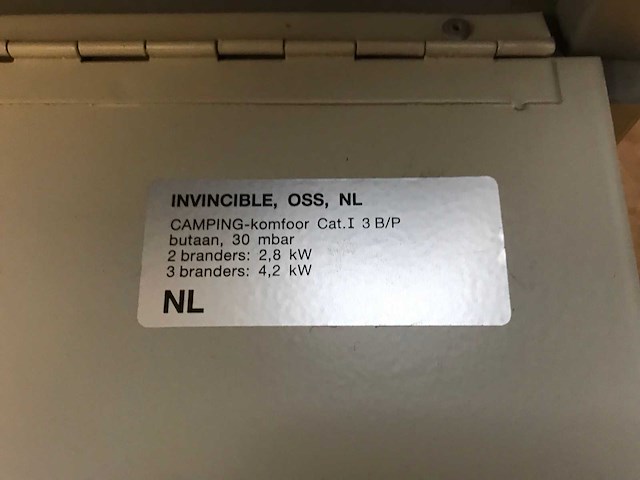 INVINCIBLE, OSS, NL
CAMPING-komfoor Cat.I 3 B/P
butaan, 30 mbar
2 branders: 2,8 kW
3 branders: 4,2 kW
NL